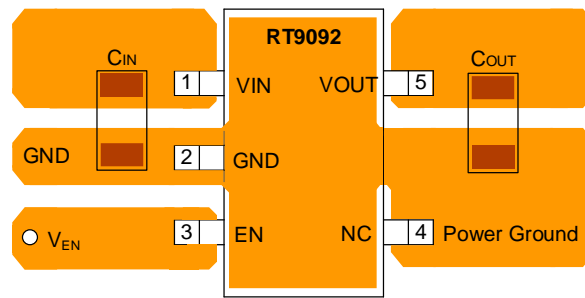 RT9092
CIN
COUT
1
VIN
VOUT
5
GND
2
GND
VEN
3
EN
NC
4
Power Ground